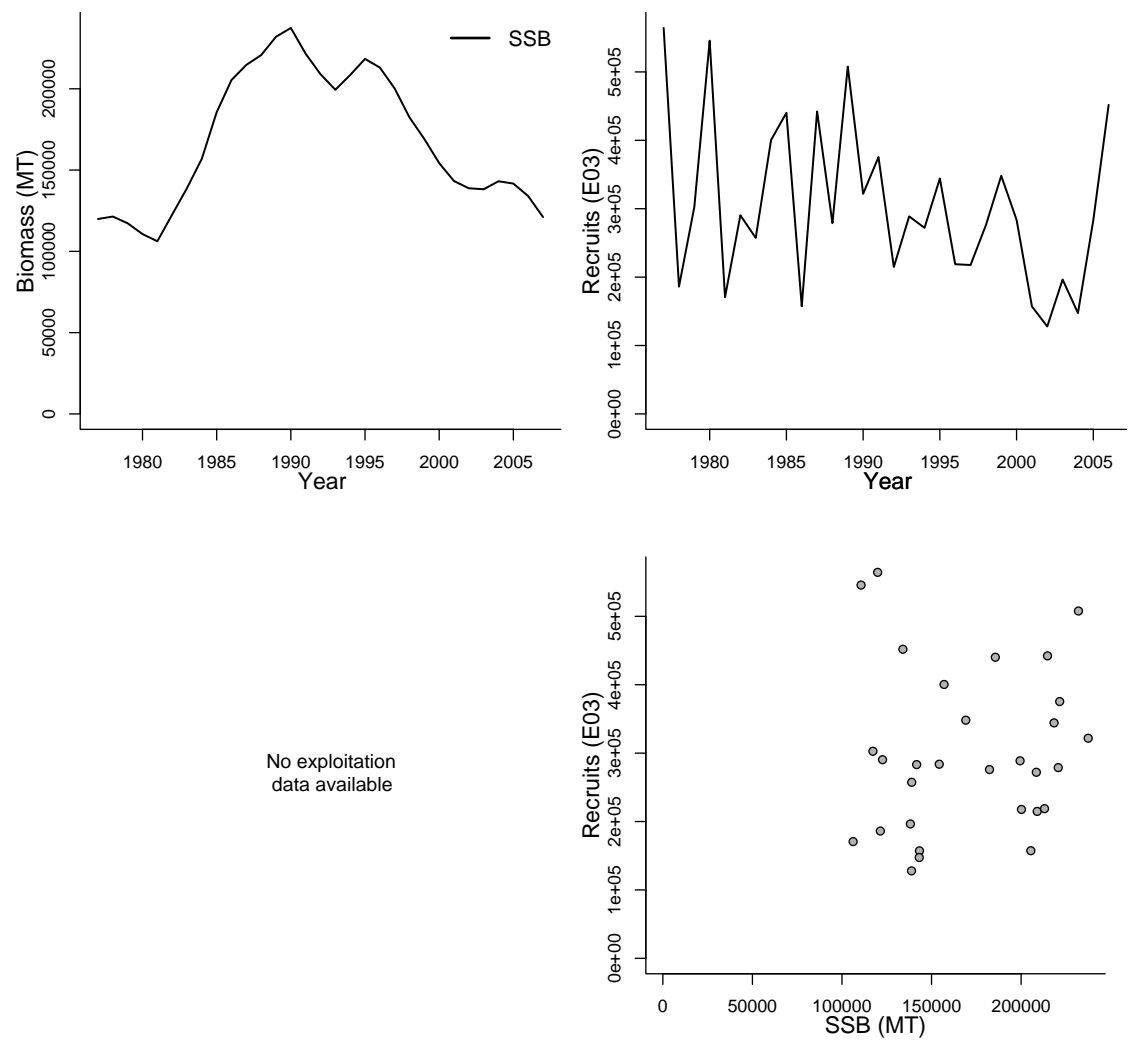 SSB
Biomass (MT)
0
50000
100000
150000
200000
1980 1985 1990 1995 2000 2005
Year
Recruits (E03)
0e+00
1e+05
2e+05
3e+05
4e+05
5e+05
1980 1985 1990 1995 2000 2005
Year
No exploitation
data available
Recruits (E03)
0e+00
1e+05
2e+05
3e+05
4e+05
5e+05
0 50000 100000 150000 200000
SSB (MT)